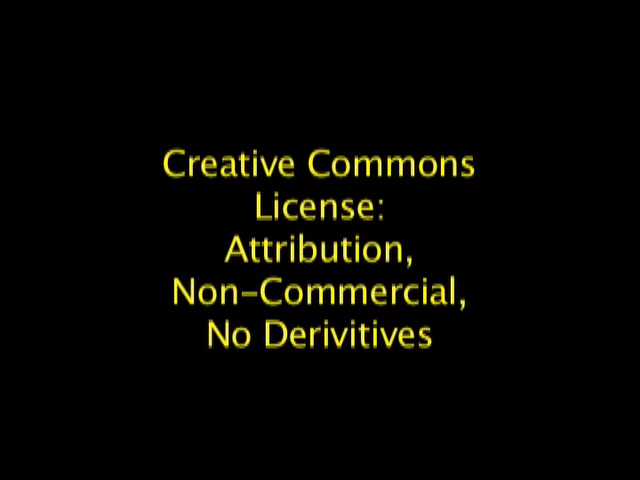 Creative Commons
License:
Attribution,
Non-Commercial,
No Derivitives